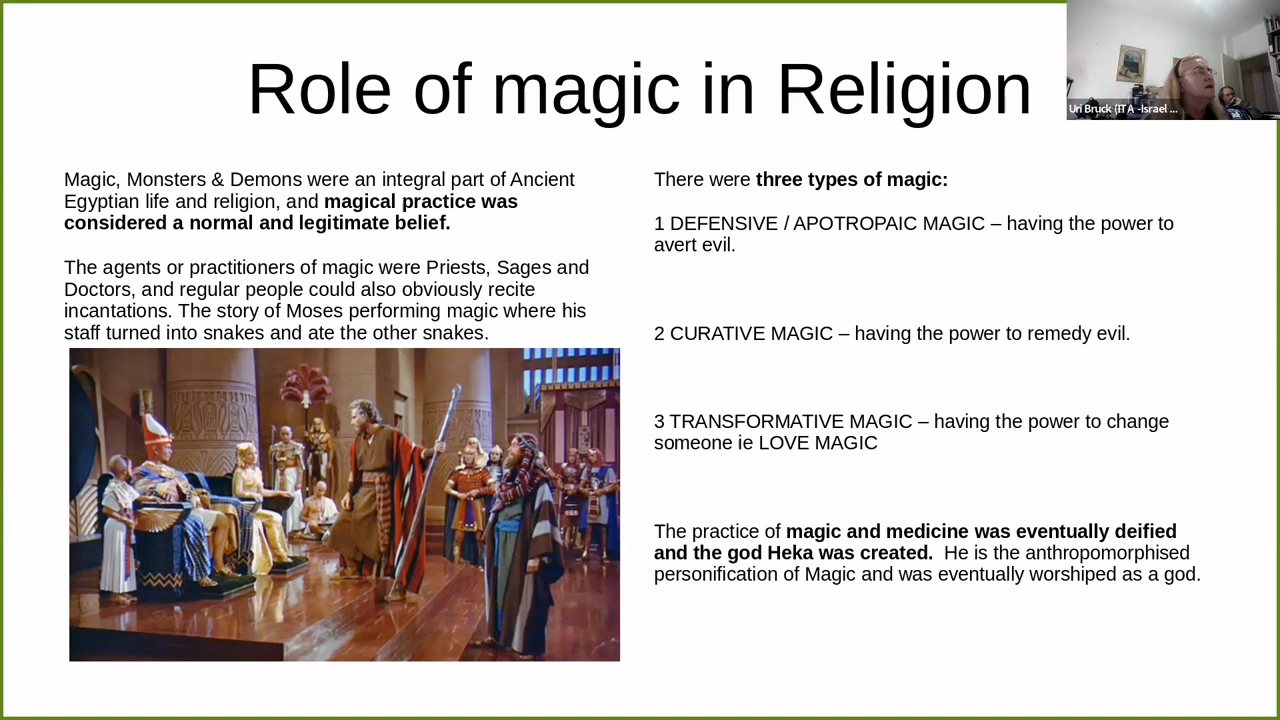 Role of magic in Religion
Uri Bruck (IT A -Israel ...
Magic, Monsters & Demons were an integral part of Ancient
Egyptian life and religion, and magical practice was
considered a normal and legitimate belief.
The agents or practitioners of magic were Priests, Sages and
Doctors, and regular people could also obviously recite
incantations. The story of Moses performing magic where his
staff turned into snakes and ate the other snakes.
There were three types of magic:
1 DEFENSIVE / APOTROPAIC MAGIC – having the power to
avert evil.
2 CURATIVE MAGIC – having the power to remedy evil.
3 TRANSFORMATIVE MAGIC – having the power to change
someone ie LOVE MAGIC
The practice of magic and medicine was eventually deified
and the god Heka was created.  He is the anthropomorphised
personification of Magic and was eventually worshiped as a god.